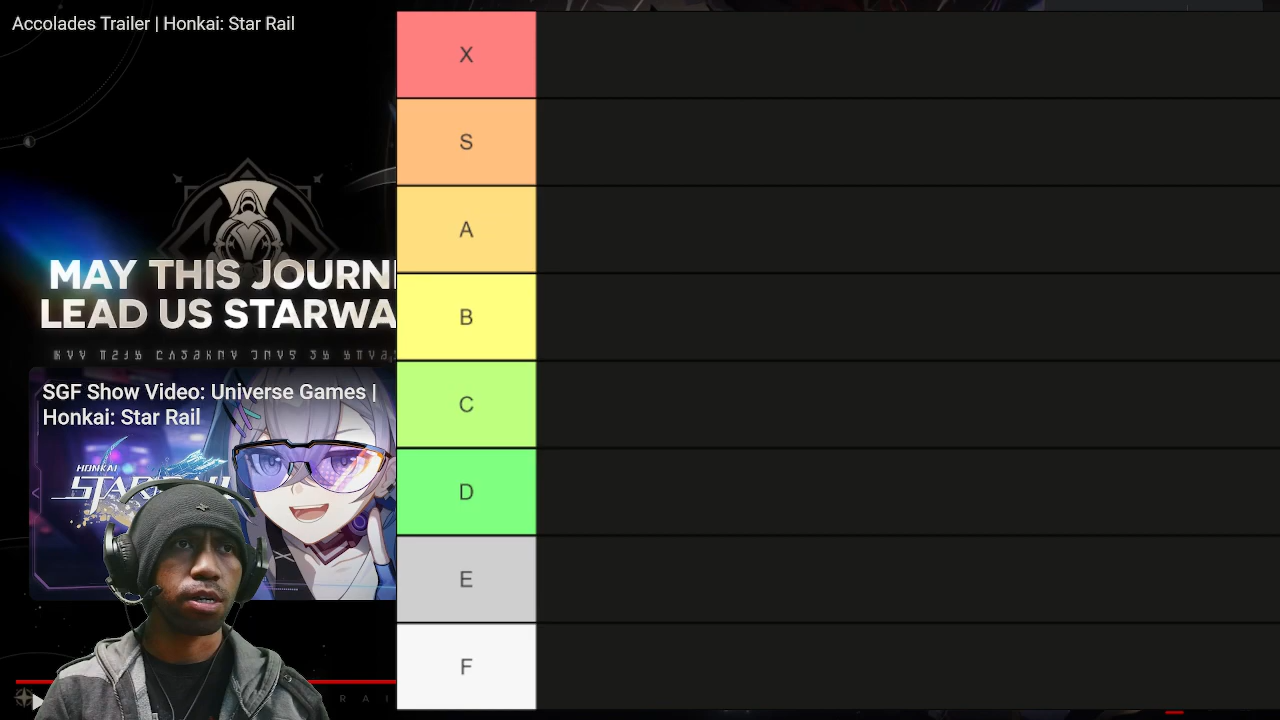 Accolades Trailer | Honkai: Star Rail
MAY THIS JOURN
LEAD US STARWA
SGF Show Video: Universe Games |
Honkai: Star Rail
HONKAI
X
S
A
B
C
D
E
F
R A I